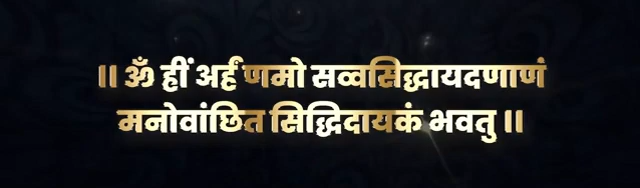 ॥ ॐ हीं अर्हं णमो सव्वसिद्धायदणाणं
मनोवांछित सिद्धिदायकं भवतु ॥